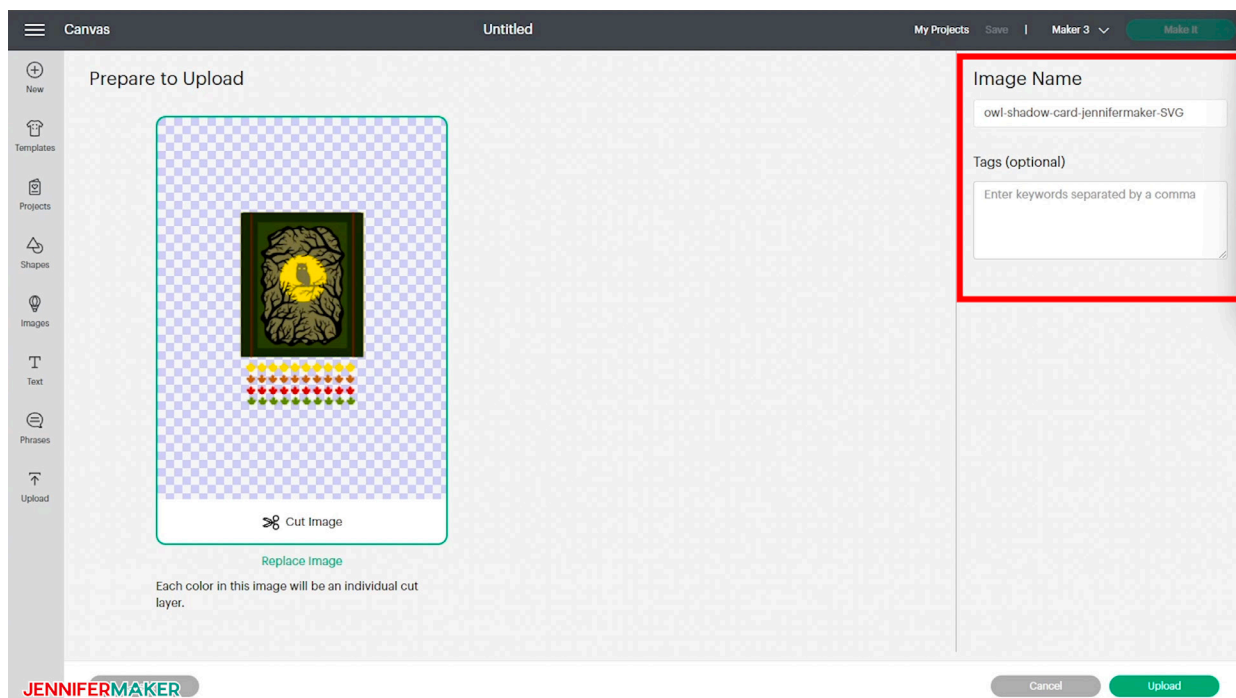 Canvas
Untitled
My Projects Save | Maker 3 Make It
New
Templates
Projects
Shapes
Images
Text
Phrases
Upload
Prepare to Upload
Cut Image
Replace Image
Each color in this image will be an individual cut
layer.
Image Name
owl-shadow-card-jennifermaker-SVG
Tags (optional)
Enter keywords separated by a comma
JENNIFERMAKER
Cancel Upload